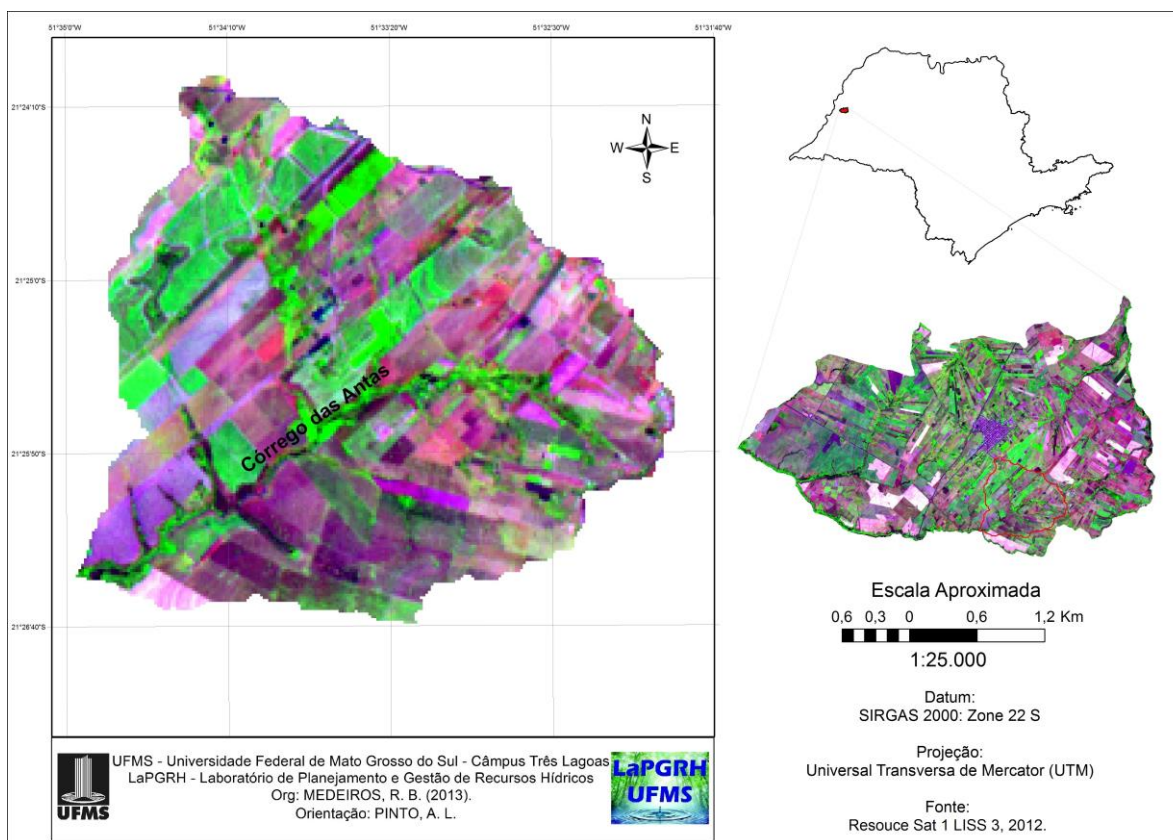 51°35'0"W
51°34'10"W
51°33'20"W
51°32'30"W
51°31'40"W
21°24'10"S
21°25'0"S
21°25'50"S
21°26'40"S
N
W
E
S
Córrego das Antas
Escala Aproximada
0,6 0,3 0 0,6 1,2 Km
1:25.000
Datum:
SIRGAS 2000: Zone 22 S
Projeção:
Universal Transversa de Mercator (UTM)
Fonte:
Resouce Sat 1 LISS 3, 2012.
UFMS
UFMS - Universidade Federal de Mato Grosso do Sul - Câmpus Três Lagoas
LaPGRH - Laboratório de Planejamento e Gestão de Recursos Hídricos
Org: MEDEIROS, R. B. (2013).
Orientação: PINTO, A. L.
LaPGRH
UFMS